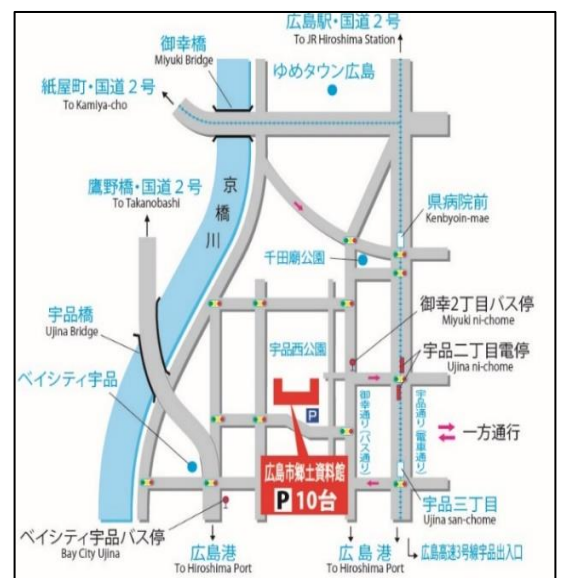 広島駅・国道2号
To JR Hiroshima Station
御幸橋
Miyuki Bridge
ゆめタウン広島
紙屋町・国道2号
To Kamiya-cho
鷹野橋・国道2号
To Takanobashi
京橋川
県病院前
Kenbyoin-mae
千田廟公園
御幸2丁目バス停
Miyuki ni-chome
宇品橋
Ujina Bridge
宇品西公園
宇品二丁目電停
Ujina ni-chome
ベイシティ宇品
P
御幸通り(バス通り)
宇品通り(電車通り)
一方通行
広島市郷土資料館
P 10台
宇品三丁目
Ujina san-chome
ベイシティ宇品バス停
Bay City Ujina
広島港
To Hiroshima Port
広島港
To Hiroshima Port
広島高速3号線宇品出入口